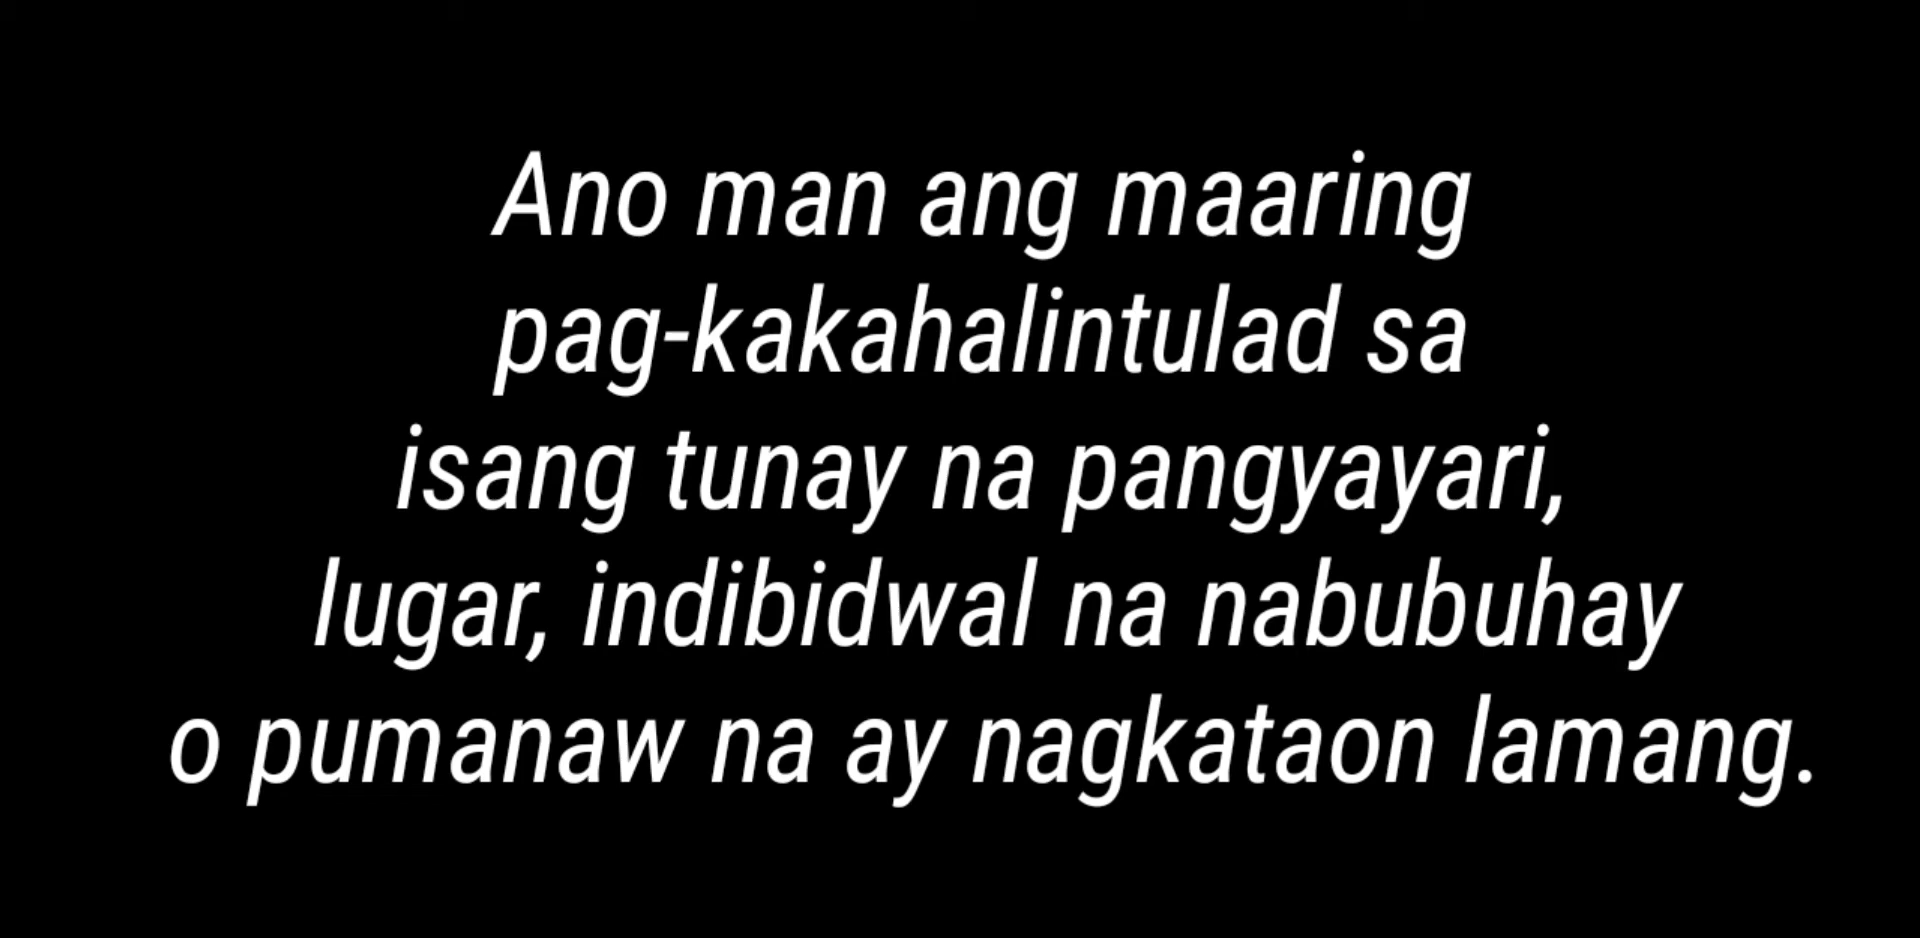 Ano man ang maaring
pag-kakahalintulad sa
isang tunay na pangyayari,
lugar, indibidwal na nabubuhay
o pumanaw na ay nagkataon lamang.